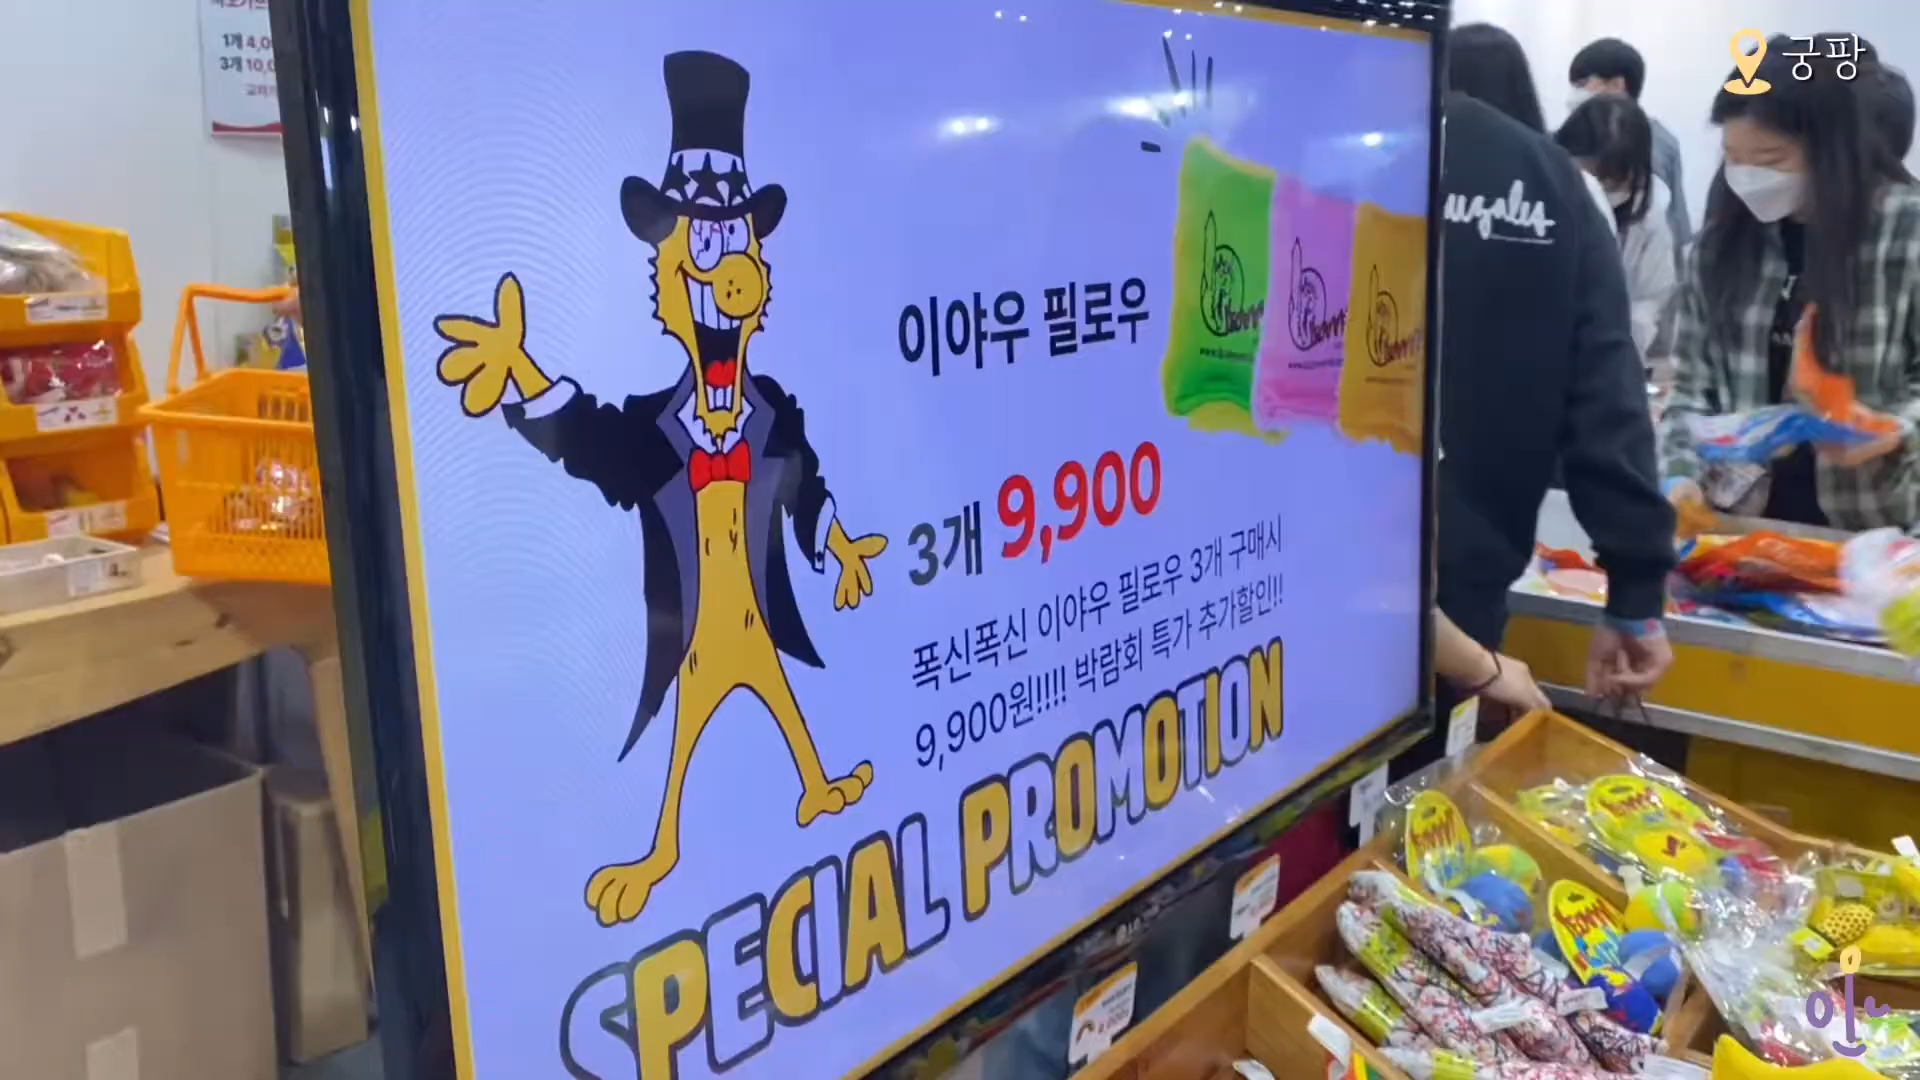 1개 4,0
3개 10,0
궁팡
uzales
이야우 필로우
3개 9,900
폭신폭신 이야우 필로우 3개 구매시
9,900원!!!! 박람회 특가 추가할인!!
SPECIAL PROMOTION